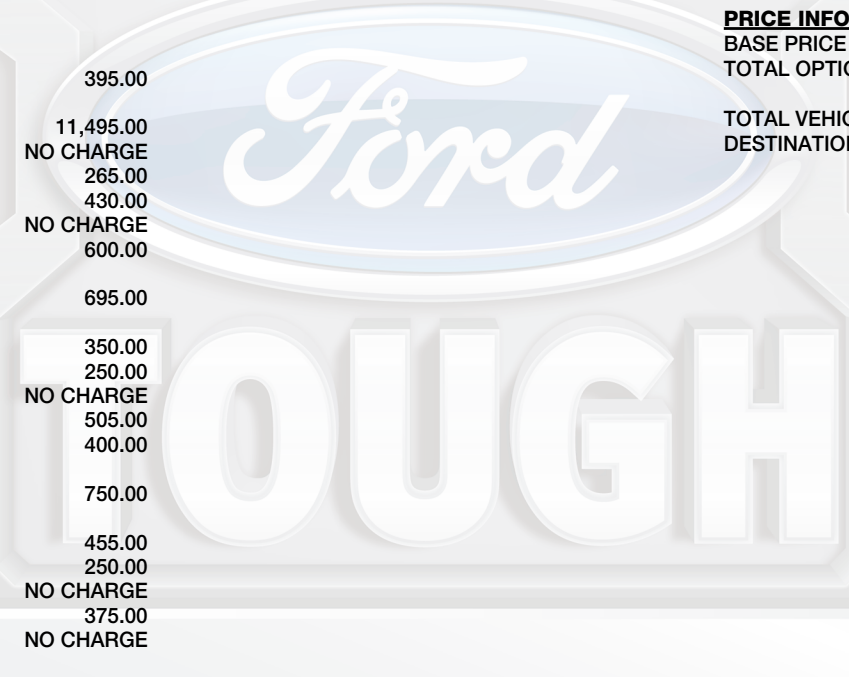 395.00
11,495.00
NO CHARGE
265.00
430.00
NO CHARGE
600.00
695.00
350.00
250.00
NO CHARGE
505.00
400.00
750.00
455.00
250.00
NO CHARGE
375.00
NO CHARGE
PRICE INFO
BASE PRICE
TOTAL OPTIO
TOTAL VEHIC
DESTINATION
Ford
TOUGH